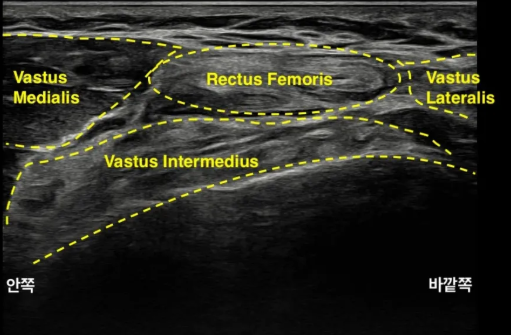 Vastus
Medialis
Rectus Femoris
Vastus
Lateralis
Vastus Intermedius
안쪽
바깥쪽